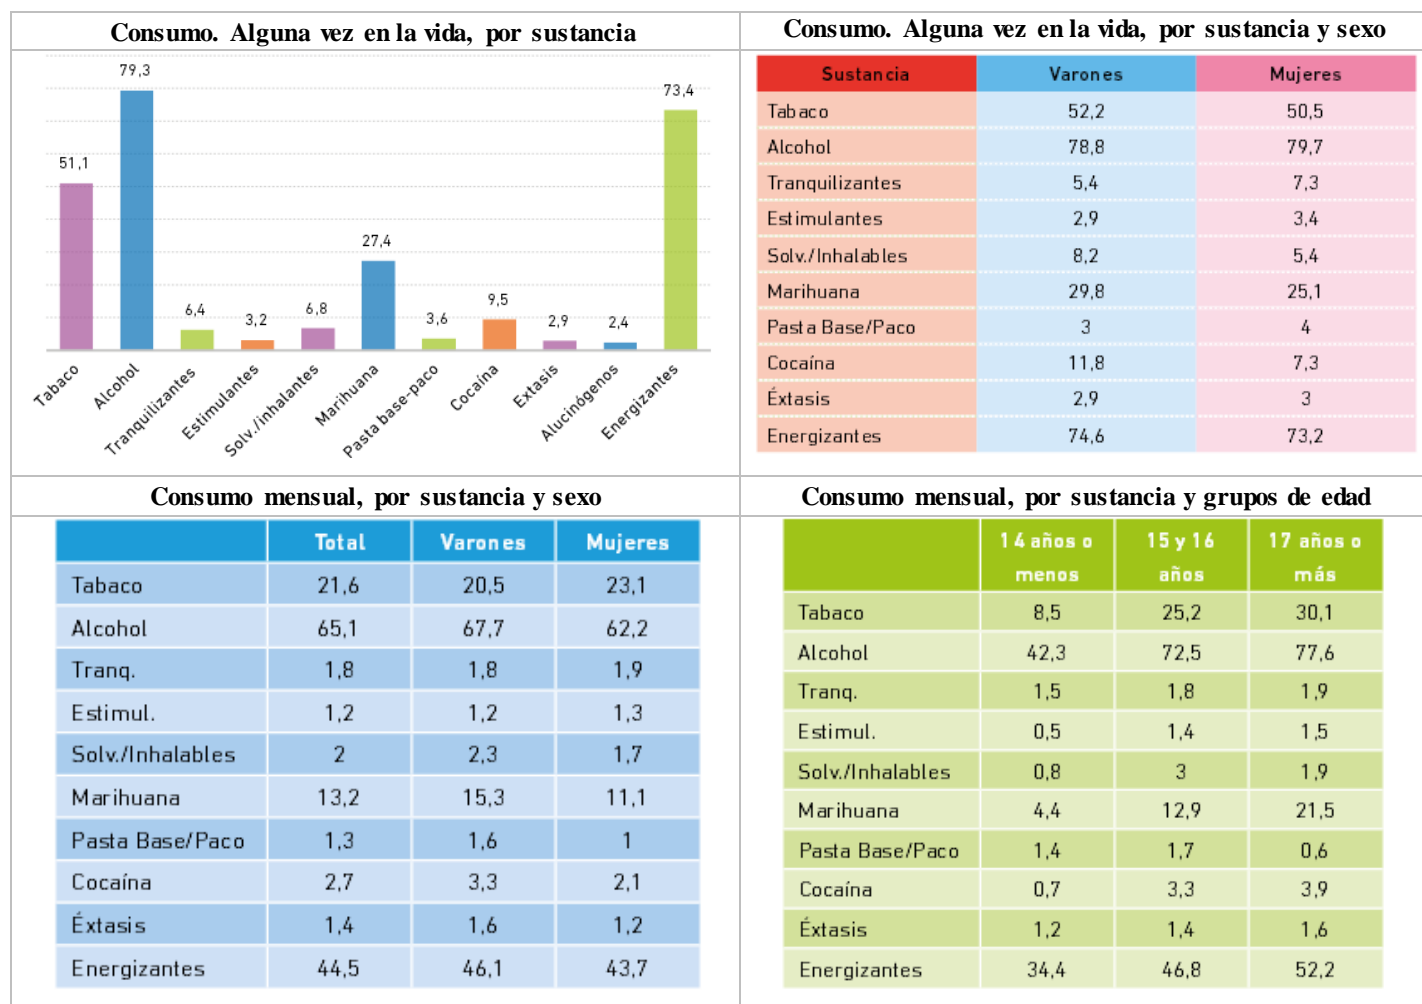 Consumo. Alguna vez en la vida, por sustancia
79,3
73,4
51,1
27,4
6,4
3,2
6,8
3,6
9,5
2,9
2,4
Tabaco
Alcohol
Tranquilizantes
Estimulantes
Solv./inhalantes
Marihuana
Pasta base-paco
Cocaína
Extasis
Alucinógenos
Energizantes
Consumo. Alguna vez en la vida, por sustancia y sexo
Sustancia Varones Mujeres
Tabaco 52,2 50,5
Alcohol 78,8 79,7
Tranquilizantes 5,4 7,3
Estimulantes 2,9 3,4
Solv./Inhalables 8,2 5,4
Marihuana 29,8 25,1
Pasta Base/Paco 3 4
Cocaína 11,8 7,3
Éxtasis 2,9 3
Energizantes 74,6 73,2
Consumo mensual, por sustancia y sexo
Total Varones Mujeres
Tabaco 21,6 20,5 23,1
Alcohol 65,1 67,7 62,2
Tranq. 1,8 1,8 1,9
Estimul. 1,2 1,2 1,3
Solv./Inhalables 2 2,3 1,7
Marihuana 13,2 15,3 11,1
Pasta Base/Paco 1,3 1,6 1
Cocaína 2,7 3,3 2,1
Éxtasis 1,4 1,6 1,2
Energizantes 44,5 46,1 43,7
Consumo mensual, por sustancia y grupos de edad
14 años o 15 y 16 17 años o
menos años más
Tabaco 8,5 25,2 30,1
Alcohol 42,3 72,5 77,6
Tranq. 1,5 1,8 1,9
Estimul. 0,5 1,4 1,5
Solv./Inhalables 0,8 3 1,9
Marihuana 4,4 12,9 21,5
Pasta Base/Paco 1,4 1,7 0,6
Cocaína 0,7 3,3 3,9
Éxtasis 1,2 1,4 1,6
Energizantes 34,4 46,8 52,2